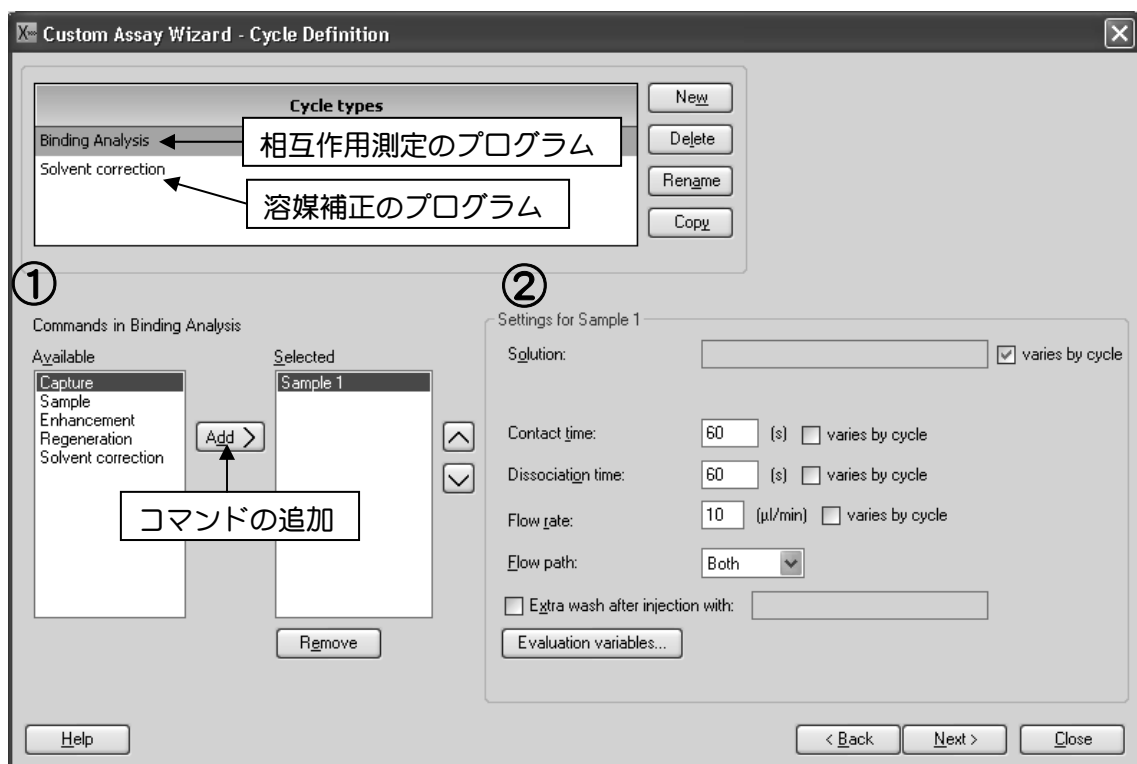 Custom Assay Wizard - Cycle Definition
Cycle types
New
Binding Analysis
相互作用測定のプログラム
Delete
Solvent correction
Rename
溶媒補正のプログラム
Copy
①
②
Commands in Binding Analysis
Available
Selected
Capture
Sample
Enhancement
Regeneration
Solvent correction
Add >
Sample 1
コマンドの追加
Remove
Settings for Sample 1
Solution:
varies by cycle
Contact time: 60 (s) varies by cycle
Dissociation time: 60 (s) varies by cycle
Flow rate: 10 (µl/min) varies by cycle
Flow path: Both
Extra wash after injection with:
Evaluation variables...
Help
< Back
Next >
Close